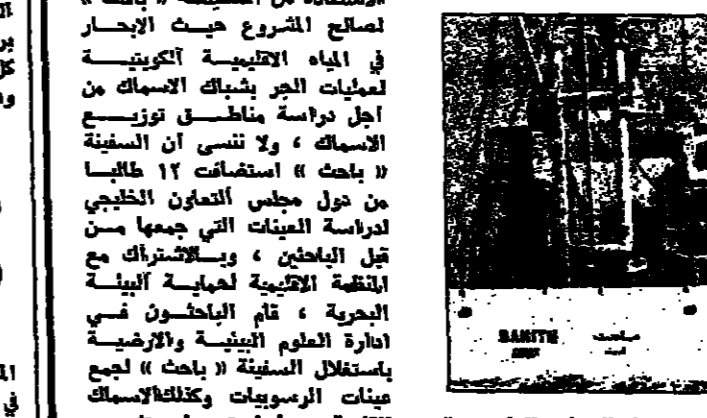 لصالح المشروع حيث الإبحار
في المياه الاقليمية الكويتية
لعمليات الجر بشباك الاسماك من
أجل دراسة مناطق توزيع
الاسماك ، ولا ننسى أن السفينة
« باحث » استضافت ١٢ طالبا
من دول مجلس التعاون الخليجي
لدراسة العينات التي جمعها من
قبل الباحثين ، وبالاشتراك مع
المنظمة الاقليمية لحماية البيئة
البحرية ، قام الباحثون في
ادارة العلوم البيئية والارضية
باستغلال السفينة « باحث » لجمع
عينات الرسوبيات وكذلك الاسماك
BAHITH
في